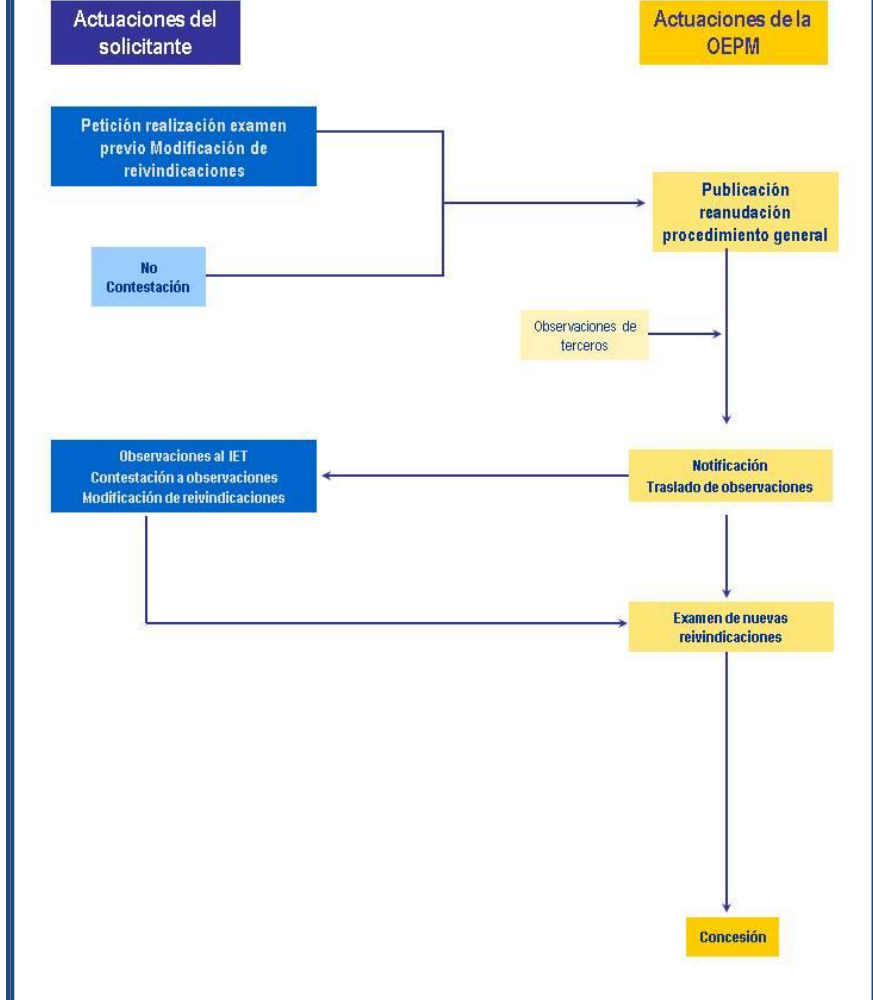 Actuaciones del
solicitante
Actuaciones de la
OEPM
Petición realización examen
previo Modificación de
reivindicaciones
Publicación
reanudación
procedimiento general
No
Contestación
Observaciones de
terceros
Observaciones al IET
Contestación a observaciones
Modificación de reivindicaciones
Notificación
Traslado de observaciones
Examen de nuevas
reivindicaciones
Concesión